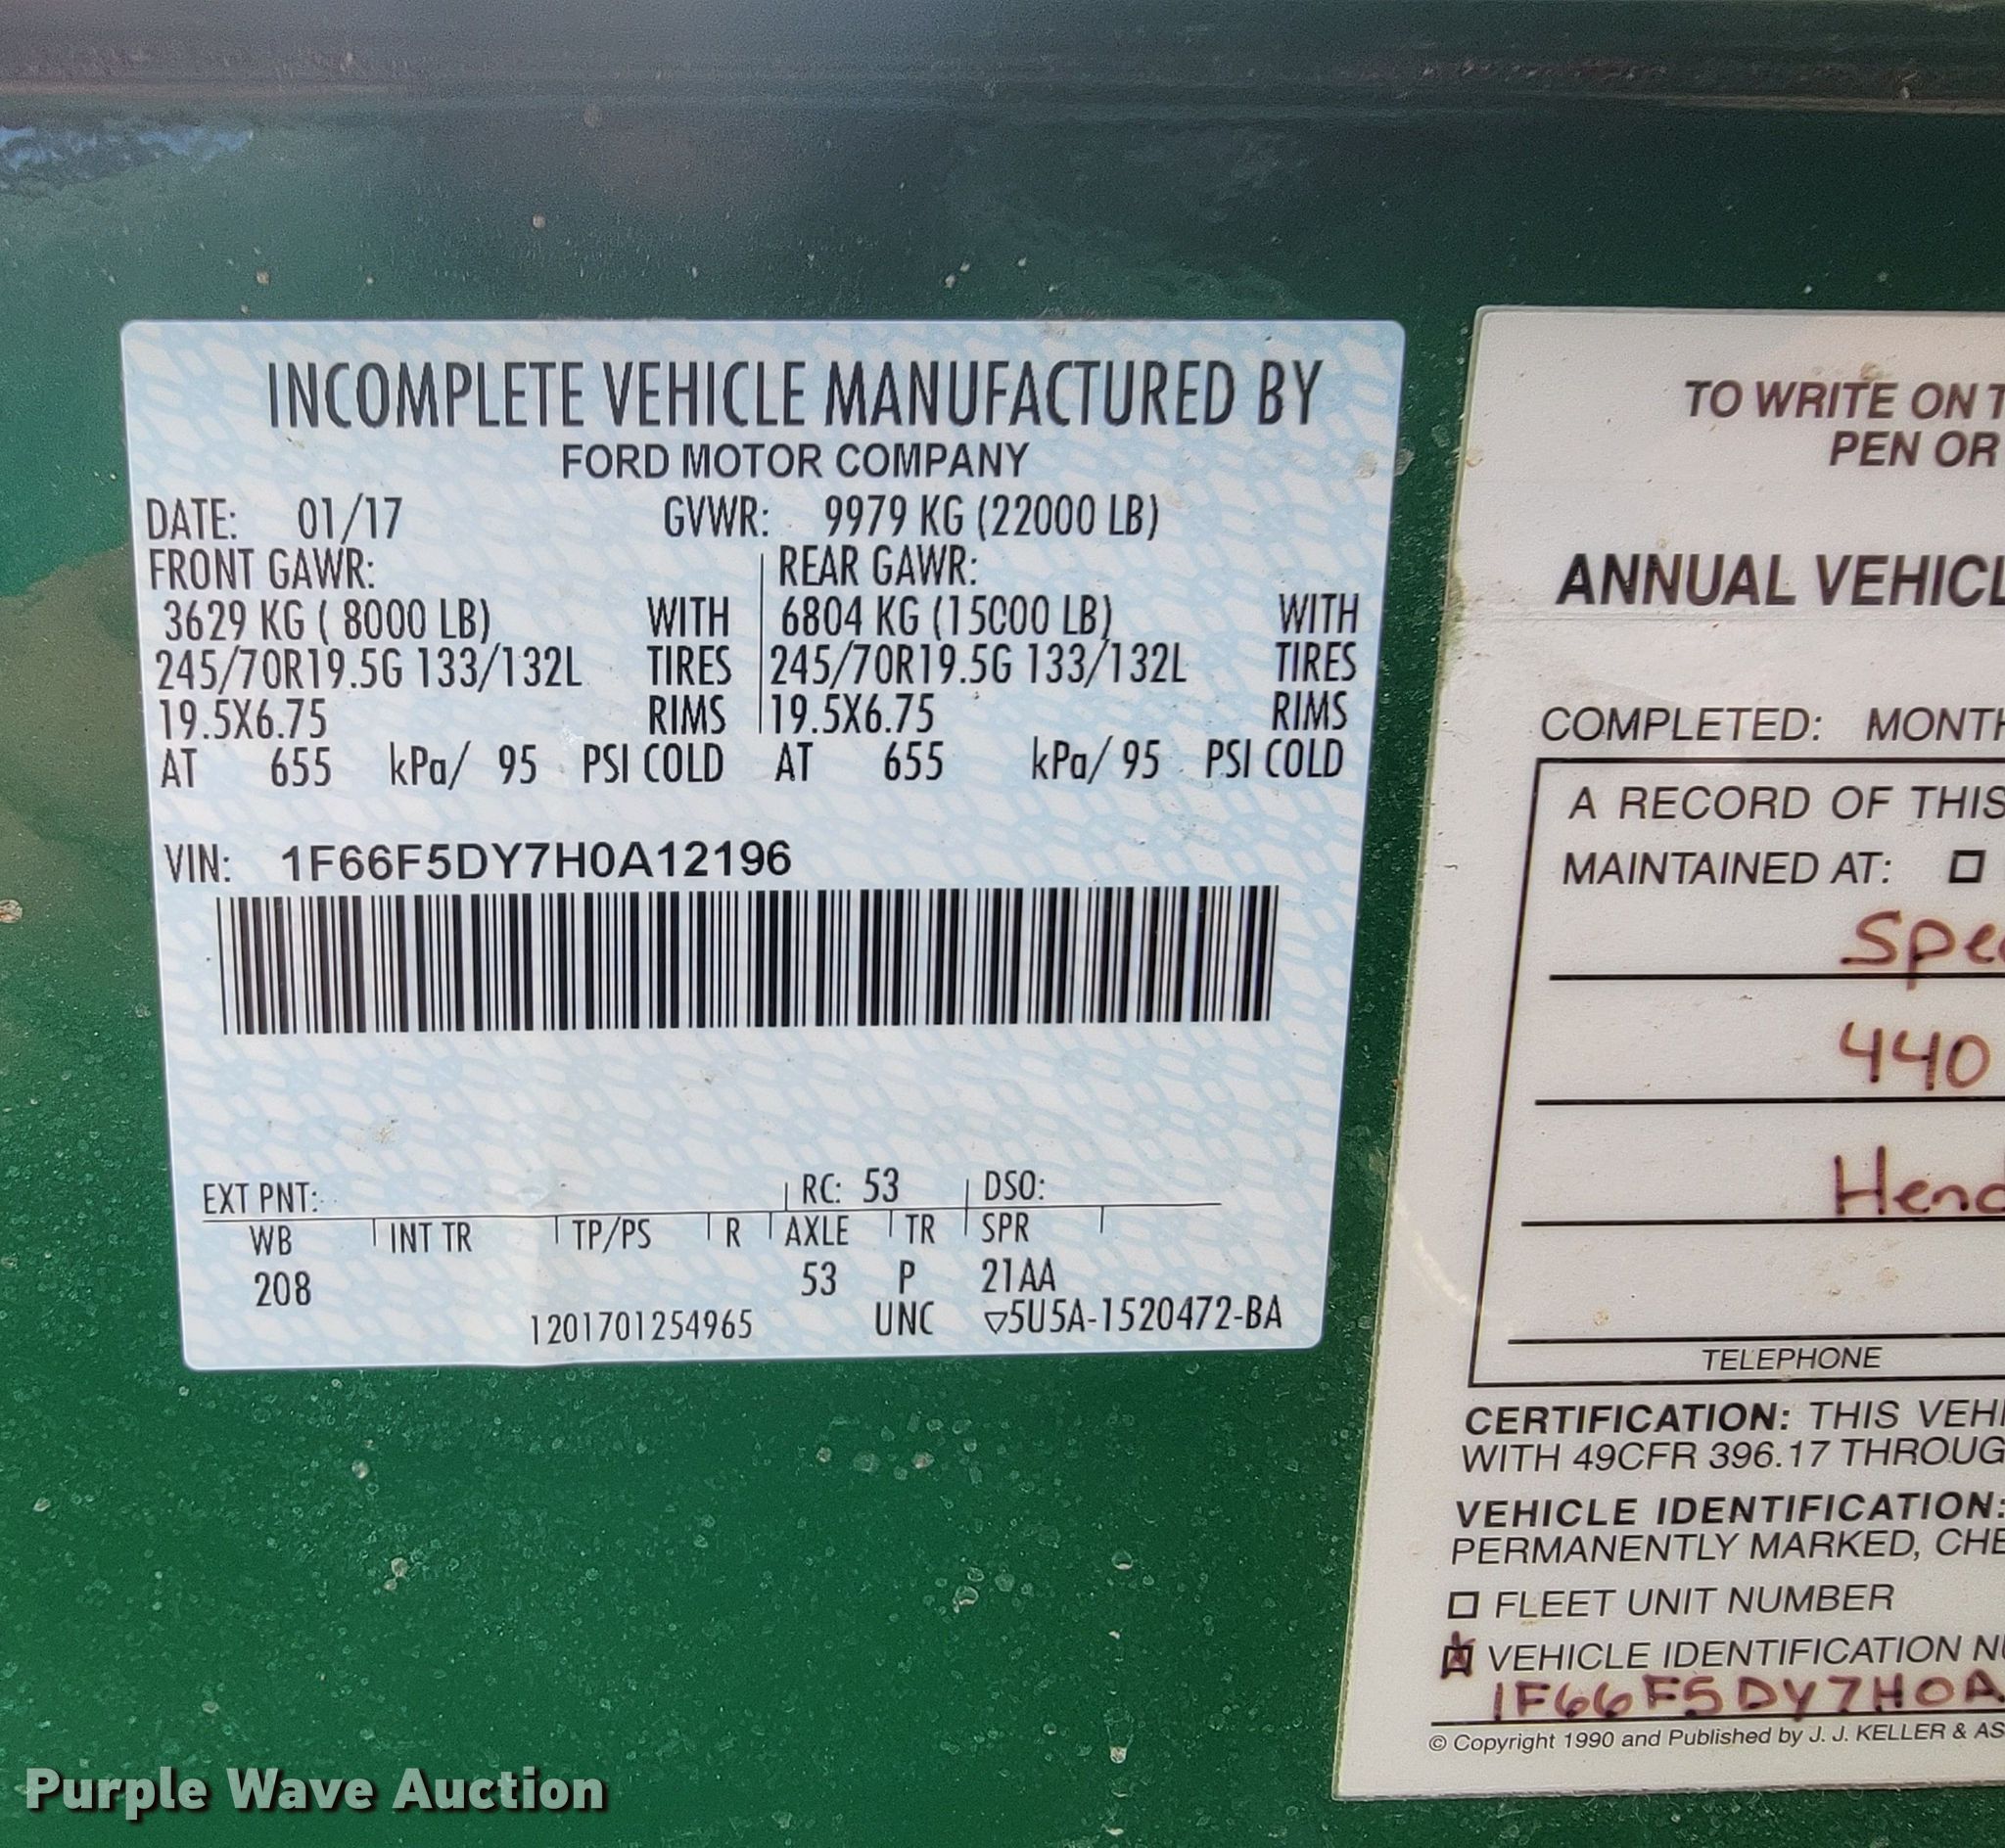 INCOMPLETE VEHICLE MANUFACTURED BY
FORD MOTOR COMPANY
DATE: 01/17 GVWR: 9979 KG (22000 LB)
FRONT GAWR: REAR GAWR:
3629 KG ( 8000 LB) WITH 6804 KG (15000 LB) WITH
245/70R19.5G 133/132L TIRES 245/70R19.5G 133/132L TIRES
19.5X6.75 RIMS 19.5X6.75 RIMS
AT 655 kPa/ 95 PSI COLD AT 655 kPa/ 95 PSI COLD
VIN: 1F66F5DY7H0A12196
EXT PNT: RC: 53 DSO:
WB INT TR TP/PS R AXLE TR SPR
208 53 P 21AA
1201701254965 UNC ▽5U5A-1520472-BA
TO WRITE ON T
PEN OR
ANNUAL VEHICL
COMPLETED: MONTH
A RECORD OF THIS
MAINTAINED AT:
Spec
440
Hend
TELEPHONE
CERTIFICATION: THIS VEHI
WITH 49CFR 396.17 THROUG
VEHICLE IDENTIFICATION:
PERMANENTLY MARKED, CHE
FLEET UNIT NUMBER
VEHICLE IDENTIFICATION NU
1F66F5DY7H0A
© Copyright 1990 and Published by J. J. KELLER & AS
Purple Wave Auction